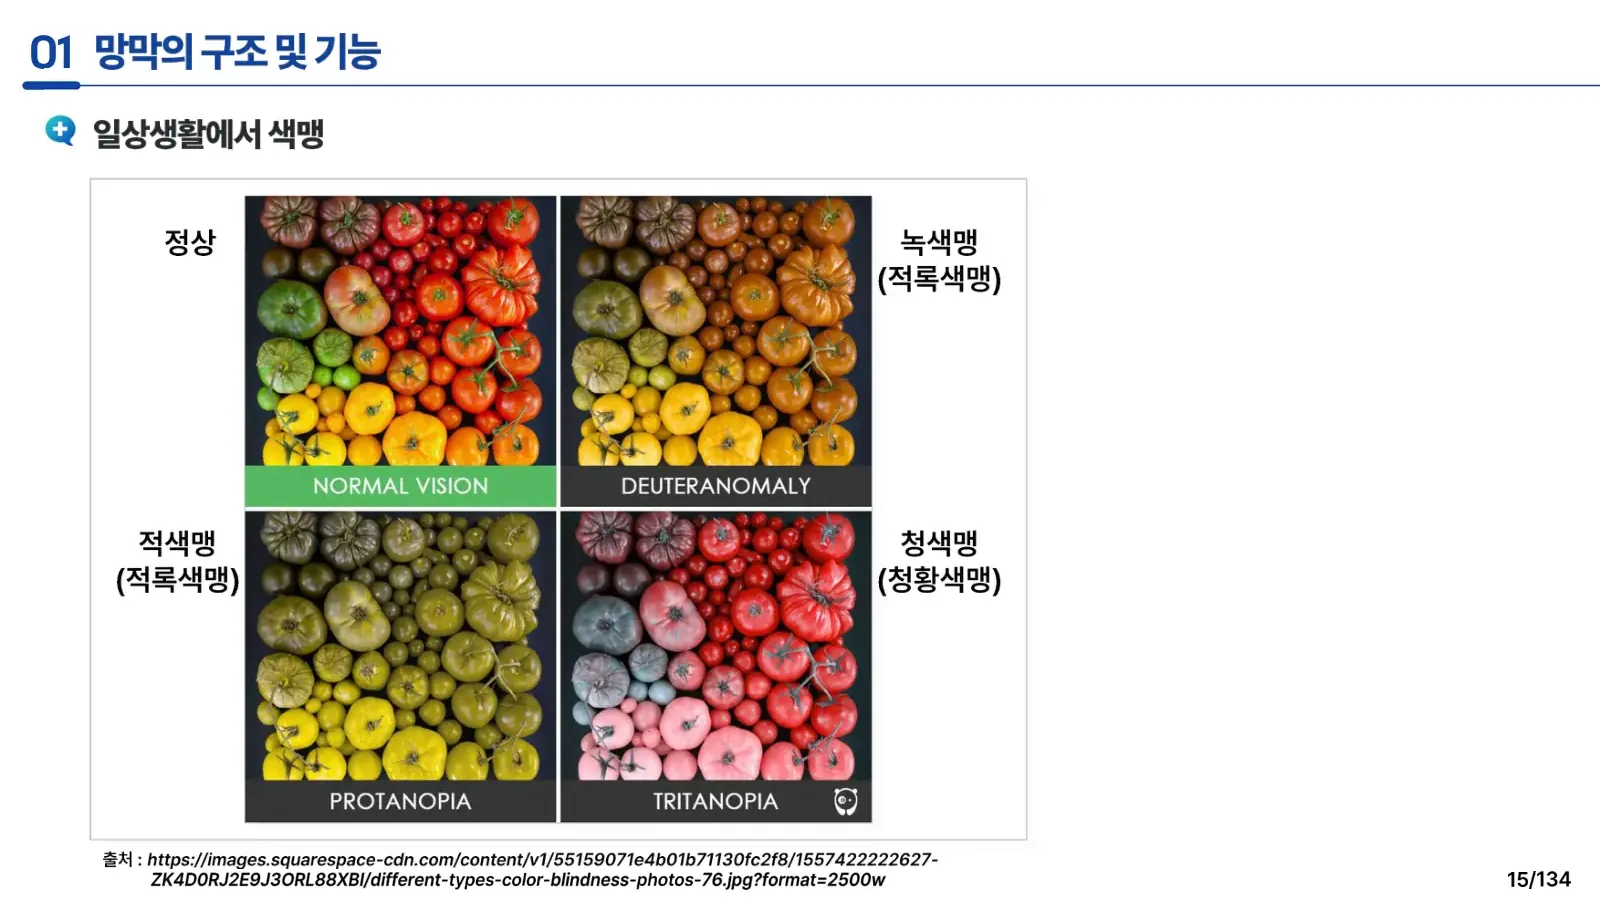 01 망막의 구조 및 기능
일상생활에서 색맹
정상
녹색맹
(적록색맹)
NORMAL VISION
DEUTERANOMALY
적색맹
(적록색맹)
청색맹
(청황색맹)
PROTANOPIA
TRITANOPIA
출처 : https://images.squarespace-cdn.com/content/v1/55159071e4b01b71130fc2f8/1557422222627-
ZK4D0RJ2E9J3ORL88XBI/different-types-color-blindness-photos-76.jpg?format=2500w
15/134